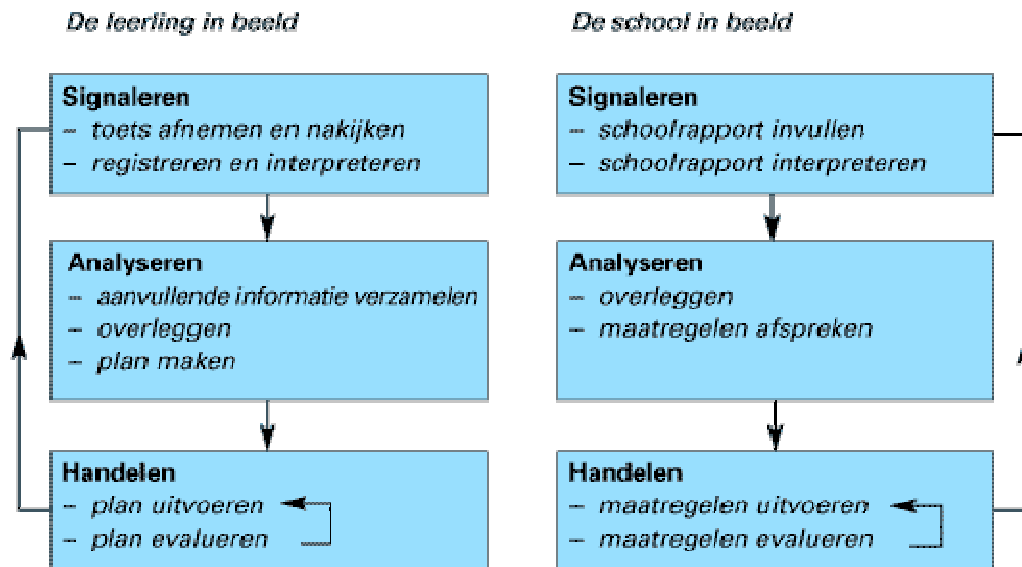 De leerling in beeld
Signaleren
– toets afnemen en nakijken
– registreren en interpreteren
Analyseren
– aanvullende informatie verzamelen
– overleggen
– plan maken
Handelen
– plan uitvoeren
– plan evalueren
De school in beeld
Signaleren
– schoolrapport invullen
– schoolrapport interpreteren
Analyseren
– overleggen
– maatregelen afspreken
Handelen
– maatregelen uitvoeren
– maatregelen evalueren